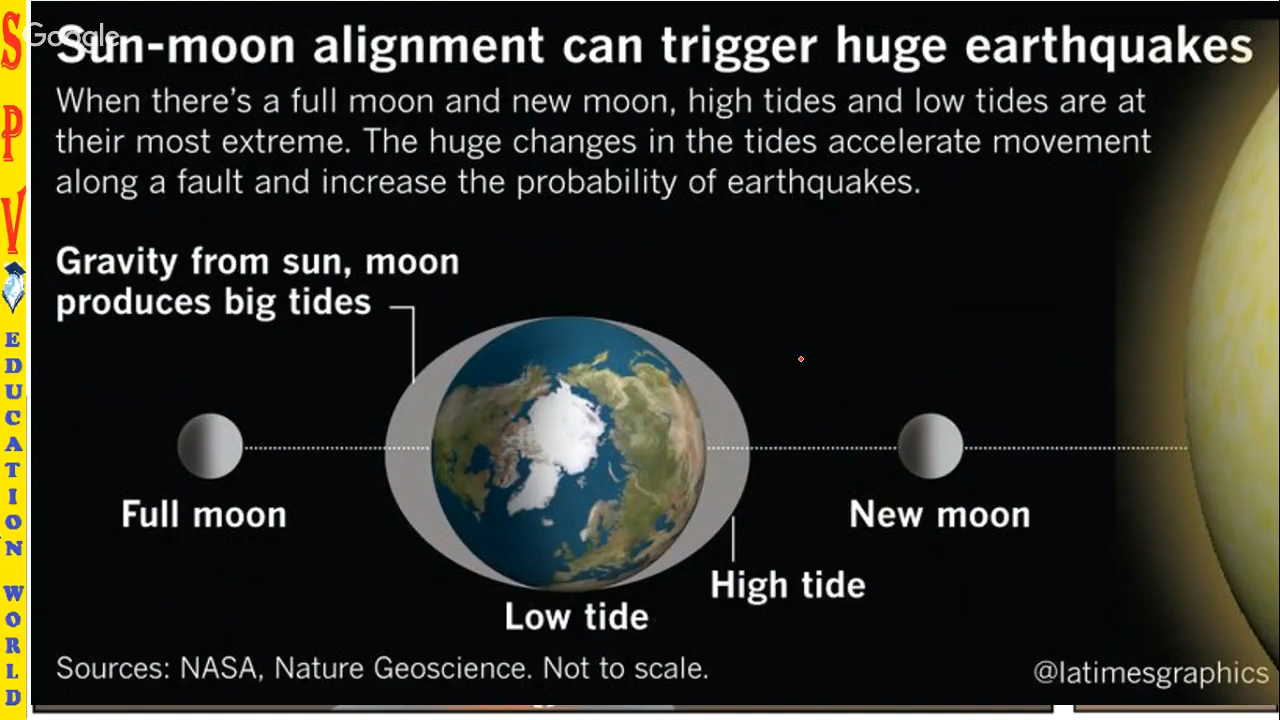 Google
Sun-moon alignment can trigger huge earthquakes
When there's a full moon and new moon, high tides and low tides are at
their most extreme. The huge changes in the tides accelerate movement
along a fault and increase the probability of earthquakes.
Gravity from sun, moon
produces big tides
Full moon
New moon
High tide
Low tide
Sources: NASA, Nature Geoscience. Not to scale.
@latimesgraphics
SPV
EDUCATION
WORLD